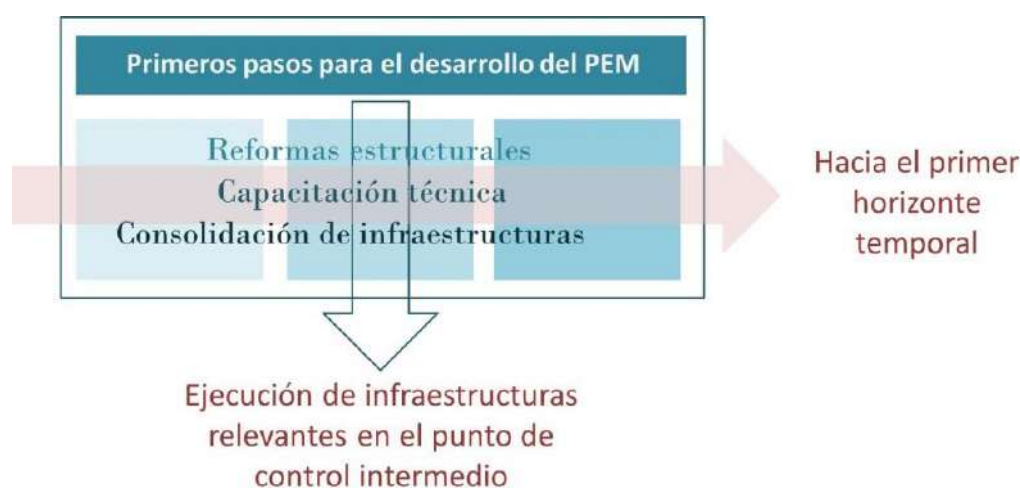 Primeros pasos para el desarrollo del PEM
Reformas estructurales
Capacitación técnica
Consolidación de infraestructuras
Hacia el primer
horizonte
temporal
Ejecución de infraestructuras
relevantes en el punto de
control intermedio